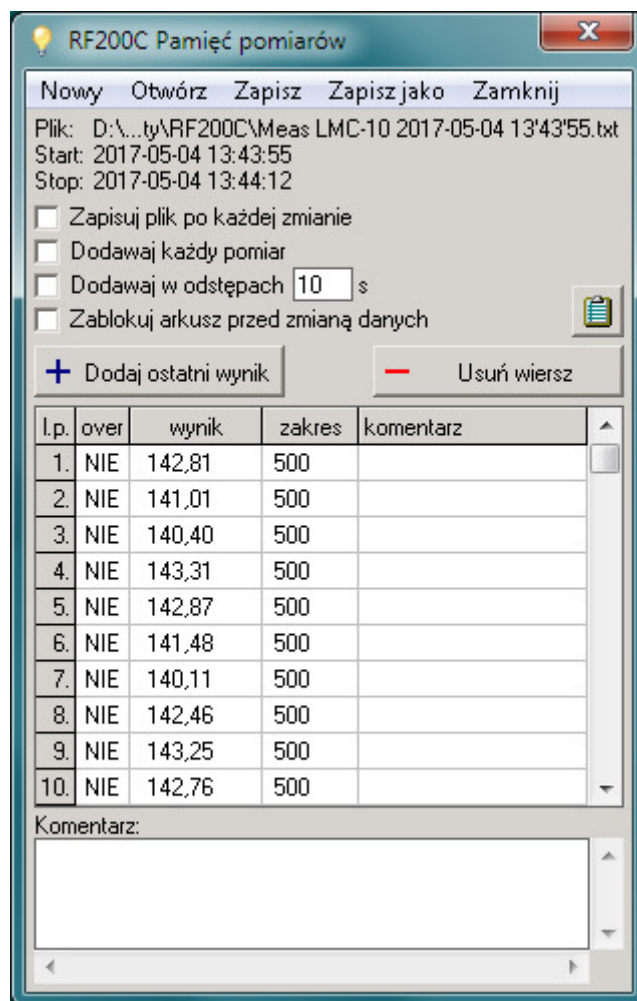 RF200C Pamięć pomiarów
Nowy Otwórz Zapisz Zapisz jako Zamknij
Plik: D:\...ty\RF200C\Meas LMC-10 2017-05-04 13'43'55.txt
Start: 2017-05-04 13:43:55
Stop: 2017-05-04 13:44:12
Zapisuj plik po każdej zmianie
Dodawaj każdy pomiar
Dodawaj w odstępach 10 s
Zablokuj arkusz przed zmianą danych
+ Dodaj ostatni wynik − Usuń wiersz
l.p. over wynik zakres komentarz
1. NIE 142,81 500
2. NIE 141,01 500
3. NIE 140,40 500
4. NIE 143,31 500
5. NIE 142,87 500
6. NIE 141,48 500
7. NIE 140,11 500
8. NIE 142,46 500
9. NIE 143,25 500
10. NIE 142,76 500
Komentarz: